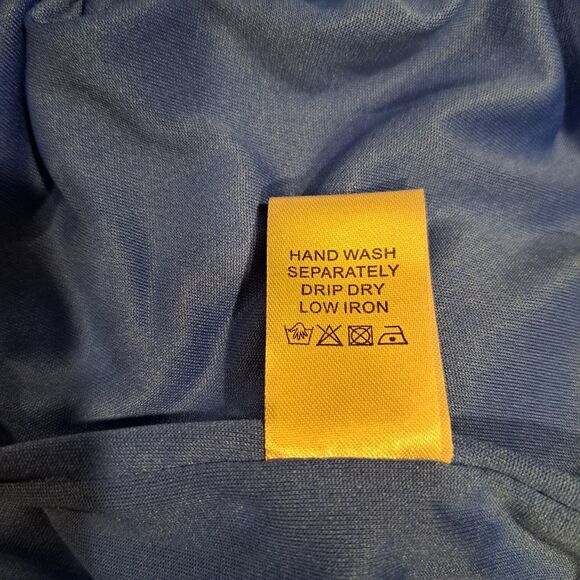 HAND WASH
SEPARATELY
DRIP DRY
LOW IRON